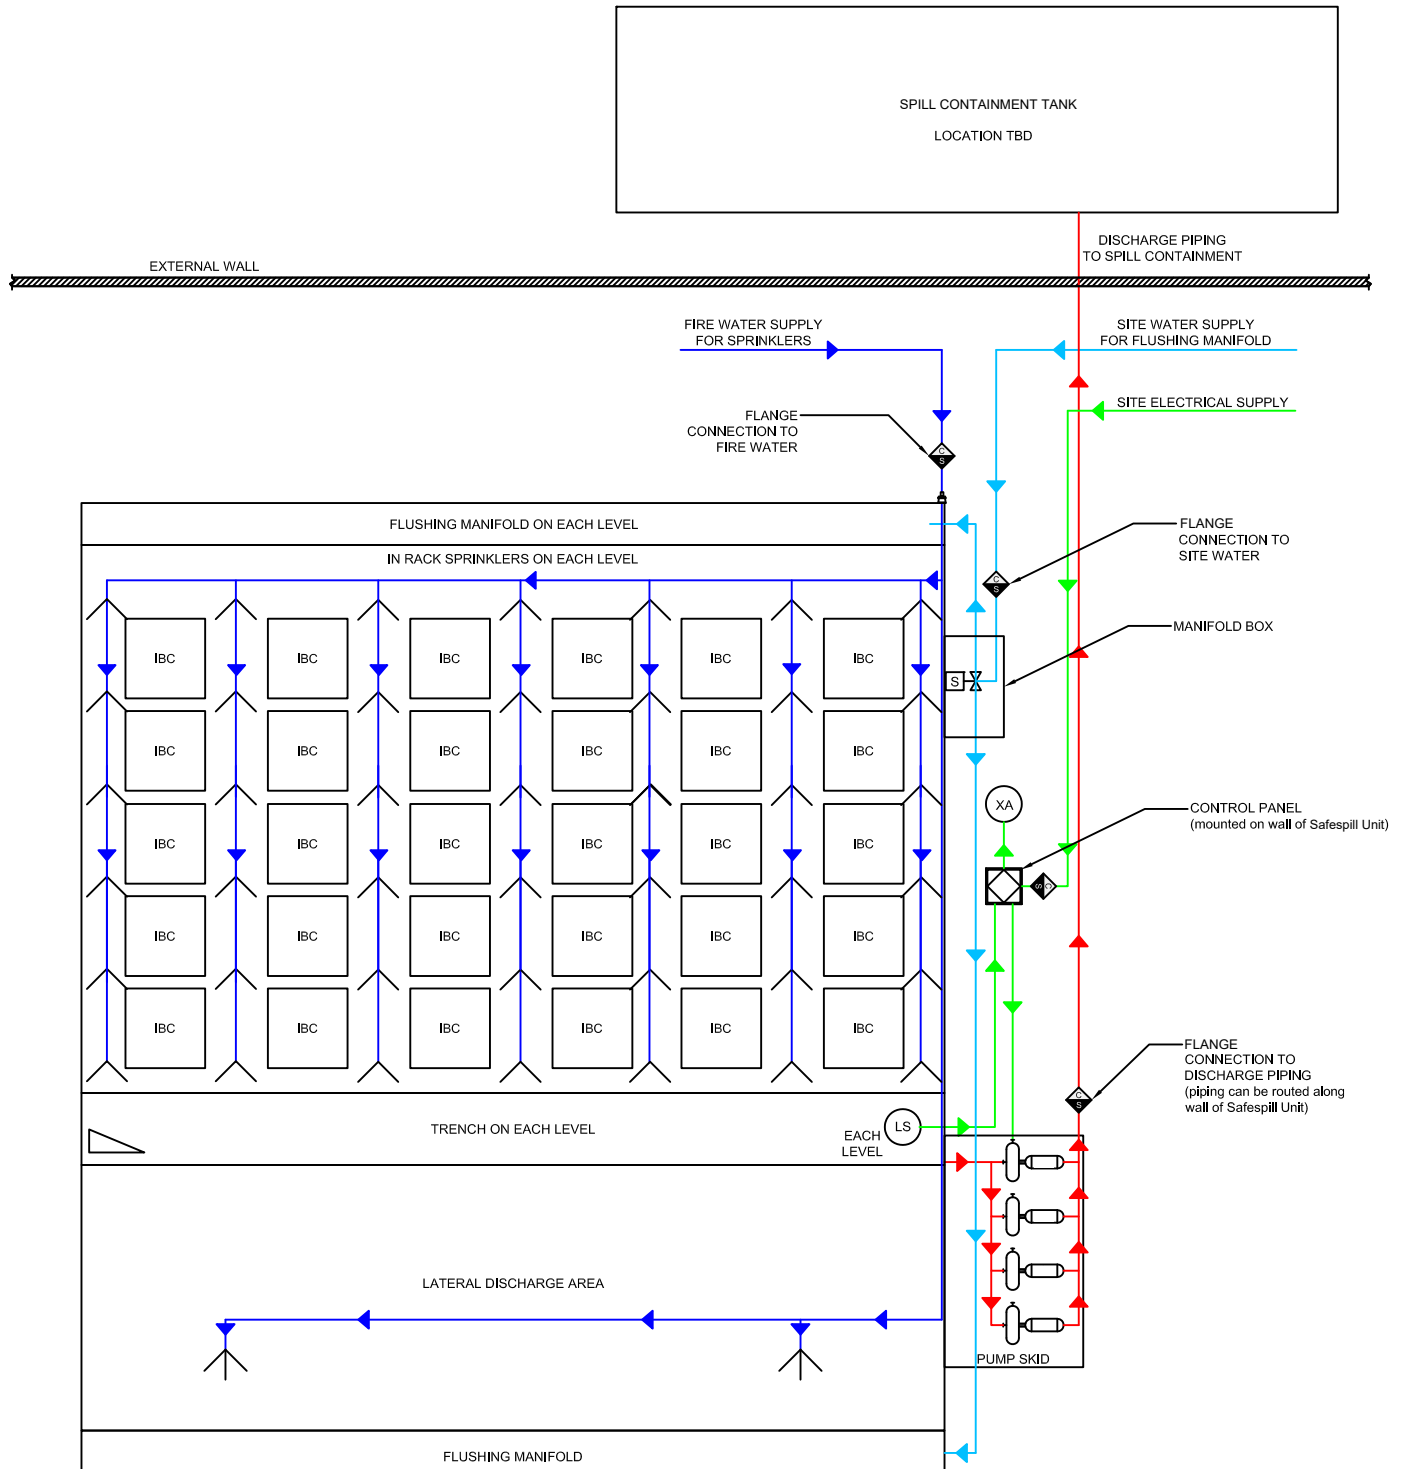 SPILL CONTAINMENT TANK
LOCATION TBD
DISCHARGE PIPING
TO SPILL CONTAINMENT
EXTERNAL WALL
FIRE WATER SUPPLY
FOR SPRINKLERS
SITE WATER SUPPLY
FOR FLUSHING MANIFOLD
SITE ELECTRICAL SUPPLY
FLANGE
CONNECTION TO
FIRE WATER
C
S
FLUSHING MANIFOLD ON EACH LEVEL
FLANGE
CONNECTION TO
SITE WATER
C
S
IN RACK SPRINKLERS ON EACH LEVEL
MANIFOLD BOX
IBC IBC IBC IBC IBC IBC
S
IBC IBC IBC IBC IBC IBC
XA
CONTROL PANEL
(mounted on wall of Safespill Unit)
IBC IBC IBC IBC IBC IBC
S C
IBC IBC IBC IBC IBC IBC
IBC IBC IBC IBC IBC IBC
FLANGE
CONNECTION TO
DISCHARGE PIPING
(piping can be routed along
wall of Safespill Unit)
C
S
TRENCH ON EACH LEVEL
EACH
LEVEL
LS
LATERAL DISCHARGE AREA
PUMP SKID
FLUSHING MANIFOLD